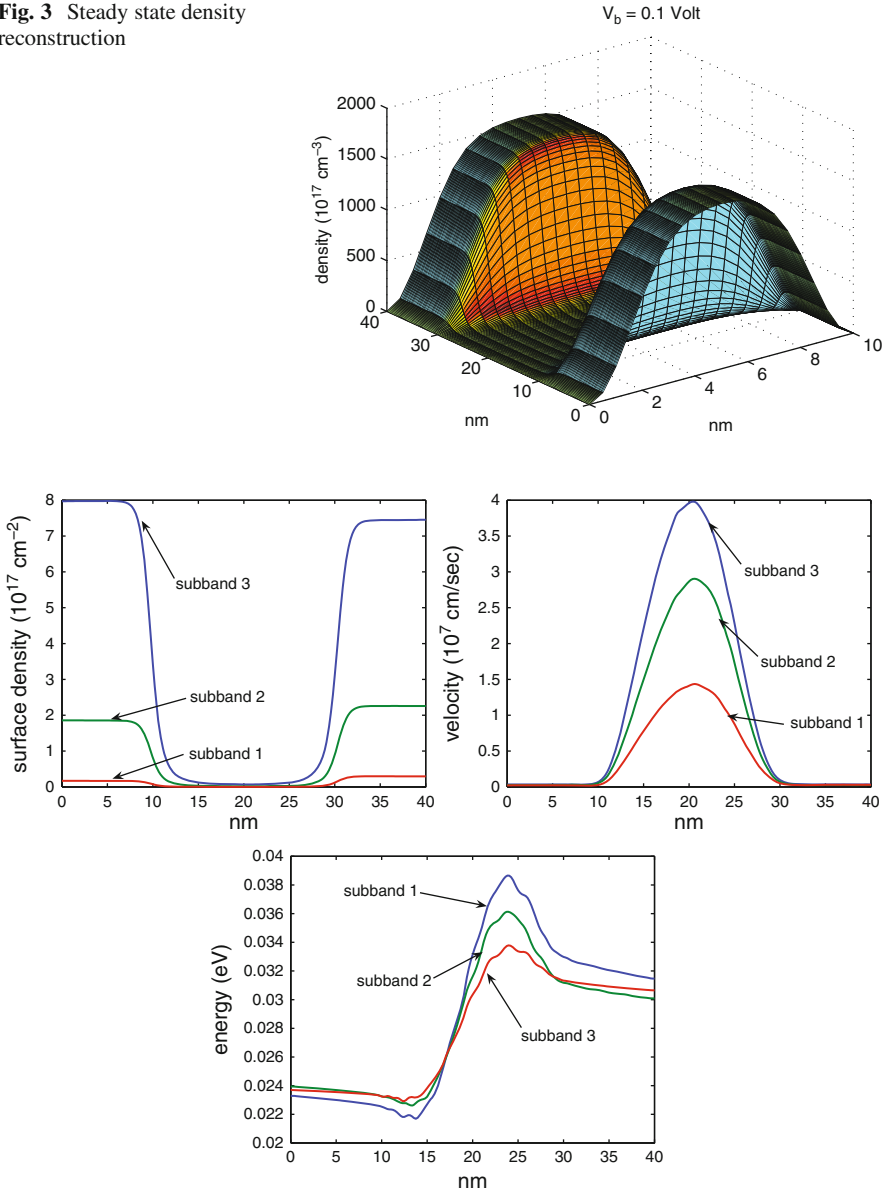 Fig. 3 Steady state density
reconstruction
V_b = 0.1 Volt
density (10^17 cm^−3)
2000
1500
1000
500
0
40
30
20
10
0
nm
0
2
4
6
8
10
nm
surface density (10^17 cm^−2)
8
7
6
5
4
3
2
1
0
subband 3
subband 2
subband 1
0 5 10 15 20 25 30 35 40
nm
velocity (10^7 cm/sec)
4
3.5
3
2.5
2
1.5
1
0.5
0
subband 3
subband 2
subband 1
0 5 10 15 20 25 30 35 40
nm
energy (eV)
0.04
0.038
0.036
0.034
0.032
0.03
0.028
0.026
0.024
0.022
0.02
subband 1
subband 2
subband 3
0 5 10 15 20 25 30 35 40
nm